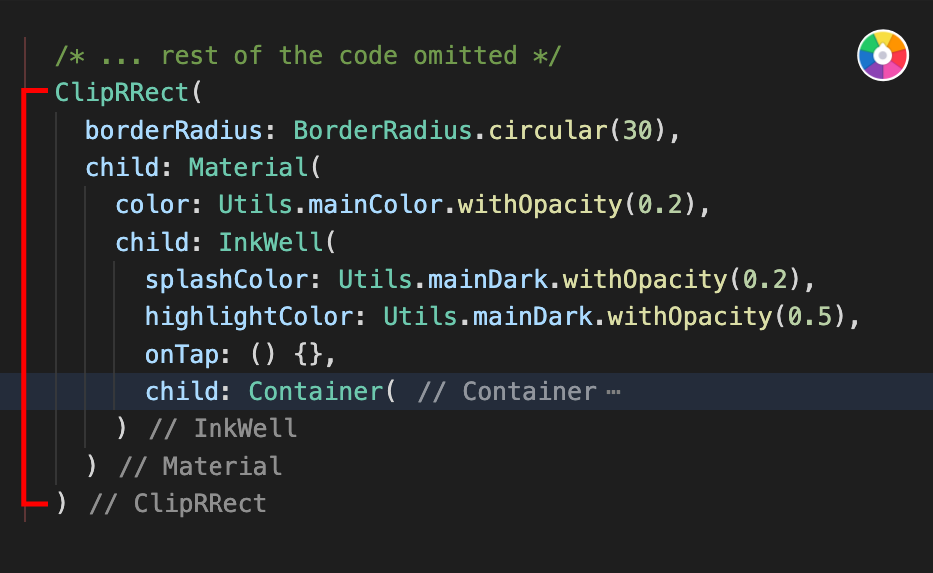 /* ... rest of the code omitted */
ClipRRect(
borderRadius: BorderRadius.circular(30),
child: Material(
color: Utils.mainColor.withOpacity(0.2),
child: InkWell(
splashColor: Utils.mainDark.withOpacity(0.2),
highlightColor: Utils.mainDark.withOpacity(0.5),
onTap: () {},
child: Container( // Container ⋯
) // InkWell
) // Material
) // ClipRRect